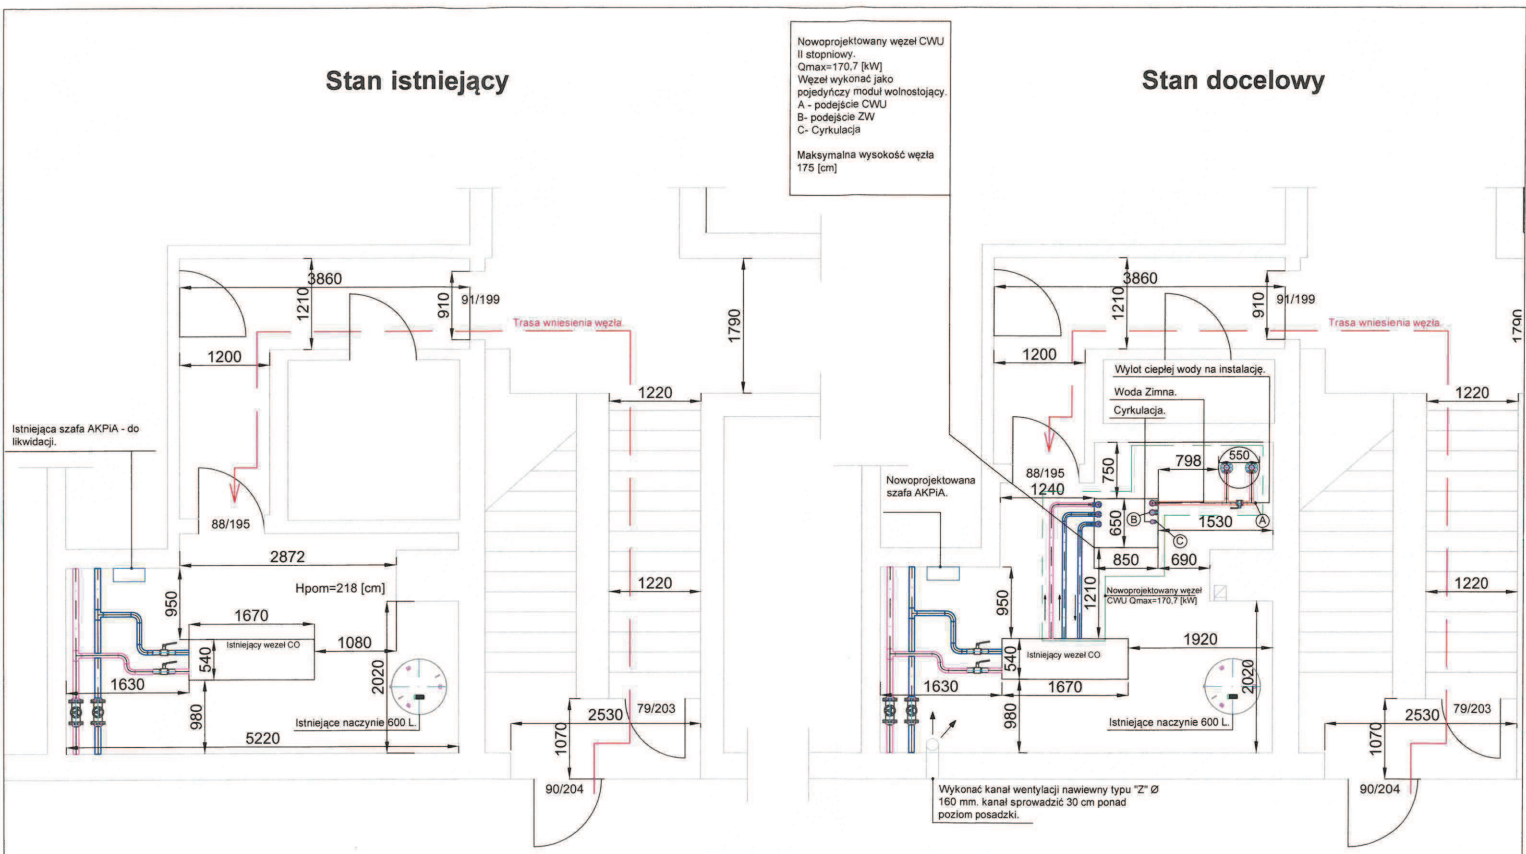 Stan istniejący
Nowoprojektowany węzeł CWU
II stopniowy.
Qmax=170,7 [kW]
Węzeł wykonać jako
pojedyńczy moduł wolnostojący.
A - podejście CWU
B- podejście ZW
C- Cyrkulacja
Maksymalna wysokość węzła
175 [cm]
Stan docelowy
3860
1210
910
91/199
Trasa wniesienia węzła.
1790
1200
1220
Istniejąca szafa AKPiA - do
likwidacji.
88/195
2872
Hpom=218 [cm]
1220
950
1670
Istniejący wezeł CO
540
1080
1630
980
2020
Istniejące naczynie 600 L.
5220
2530
79/203
1070
90/204
3860
1210
910
91/199
Trasa wniesienia węzła.
1790
1200
1220
Wylot ciepłej wody na instalację.
Woda Zimna.
Cyrkulacja.
88/195
750
798
550
Nowoprojektowana
szafa AKPiA.
1240
650
B
A
C
1530
850
690
1220
1210
950
Nowoprojektowany węzeł
CWU Qmax=170,7 [kW]
Istniejący wezeł CO
540
1920
1630
1670
980
2020
Istniejące naczynie 600 L.
2530
79/203
1070
90/204
Wykonać kanał wentylacji nawiewny typu "Z" Ø
160 mm. kanał sprowadzić 30 cm ponad
poziom posadzki.